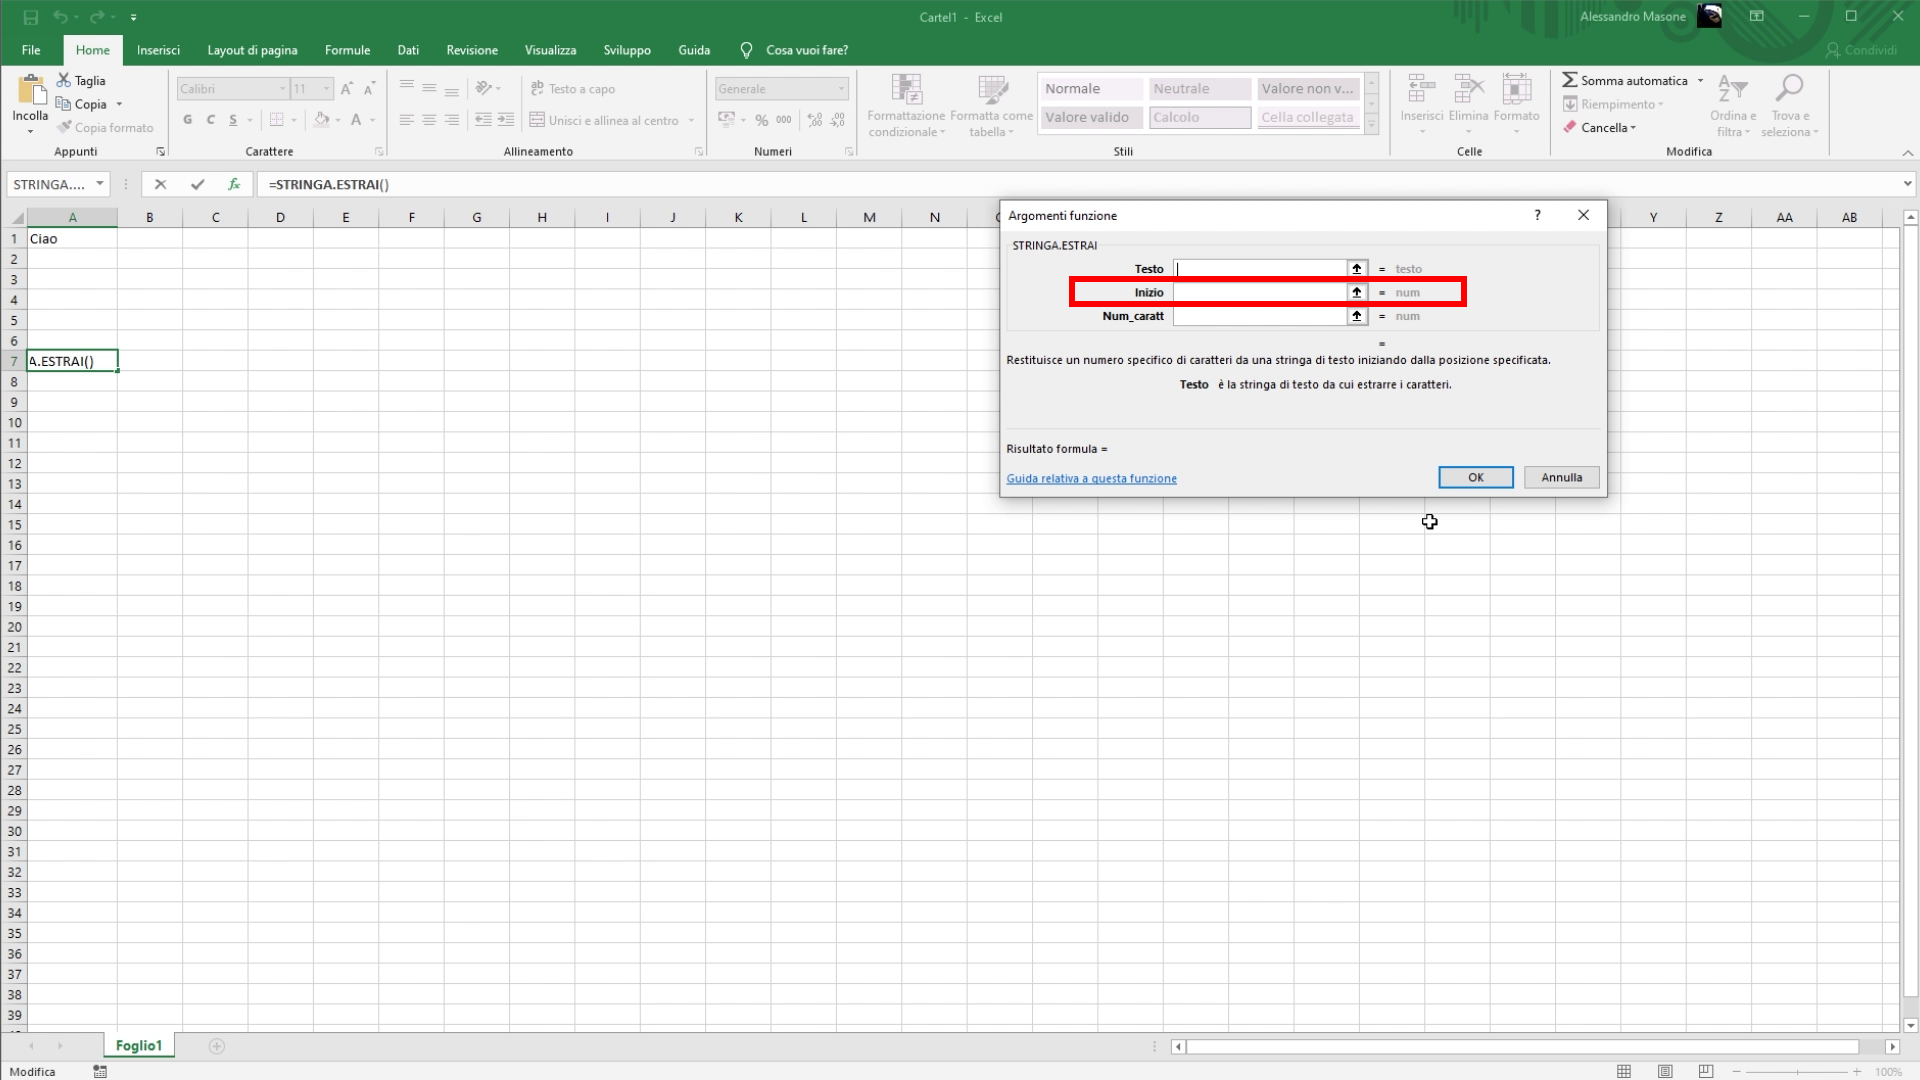 Cartel1 - Excel
Alessandro Masone
File Home Inserisci Layout di pagina Formule Dati Revisione Visualizza Sviluppo Guida Cosa vuoi fare?
Condividi
Incolla
Taglia
Copia
Copia formato
Appunti
Calibri 11
G C S A
Carattere
Testo a capo
Unisci e allinea al centro
Allineamento
Generale
% 000
Numeri
Formattazione condizionale
Formatta come tabella
Normale Neutrale Valore non v...
Valore valido Calcolo Cella collegata
Stili
Inserisci Elimina Formato
Celle
Somma automatica
Riempimento
Cancella
Ordina e filtra
Trova e seleziona
Modifica
STRINGA.... fx =STRINGA.ESTRAI()
A B C D E F G H I J K L M N Y Z AA AB
1 Ciao
2
3
4
5
6
7 A.ESTRAI()
8
9
10
11
12
13
14
15
16
17
18
19
20
21
22
23
24
25
26
27
28
29
30
31
32
33
34
35
36
37
38
39
Argomenti funzione ?
STRINGA.ESTRAI
Testo = testo
Inizio = num
Num_caratt = num
=
Restituisce un numero specifico di caratteri da una stringa di testo iniziando dalla posizione specificata.
Testo è la stringa di testo da cui estrarre i caratteri.
Risultato formula =
Guida relativa a questa funzione
OK Annulla
Foglio1
Modifica
100%